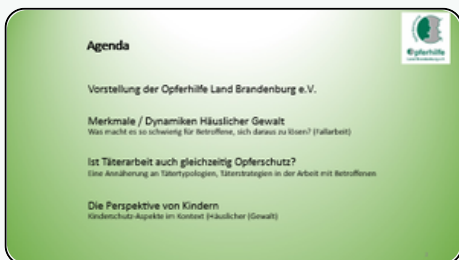 Agenda
Opferhilfe
Land Brandenburg e.V.
Vorstellung der Opferhilfe Land Brandenburg e.V.
Merkmale / Dynamiken Häuslicher Gewalt
Was macht es so schwierig für Betroffene, sich daraus zu lösen? (Fallarbeit)
Ist Täterarbeit auch gleichzeitig Opferschutz?
Eine Annäherung an Tätertypologien, Täterstrategien in der Arbeit mit Betroffenen
Die Perspektive von Kindern
Kinderschutz-Aspekte im Kontext (Häuslicher (Gewalt)